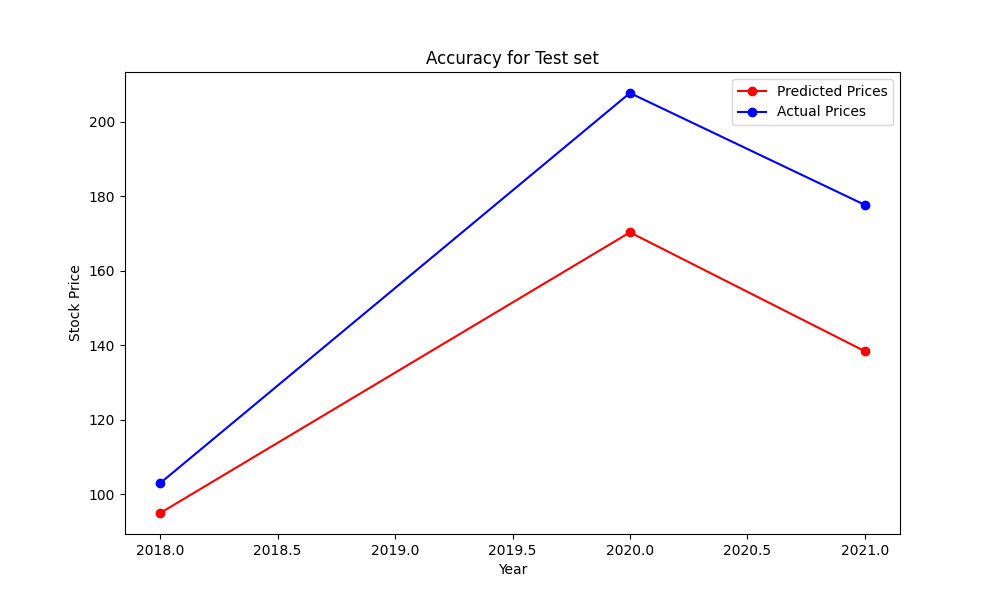 Accuracy for Test set
Predicted Prices
Actual Prices
200
180
160
140
120
100
Stock Price
2018.0 2018.5 2019.0 2019.5 2020.0 2020.5 2021.0
Year